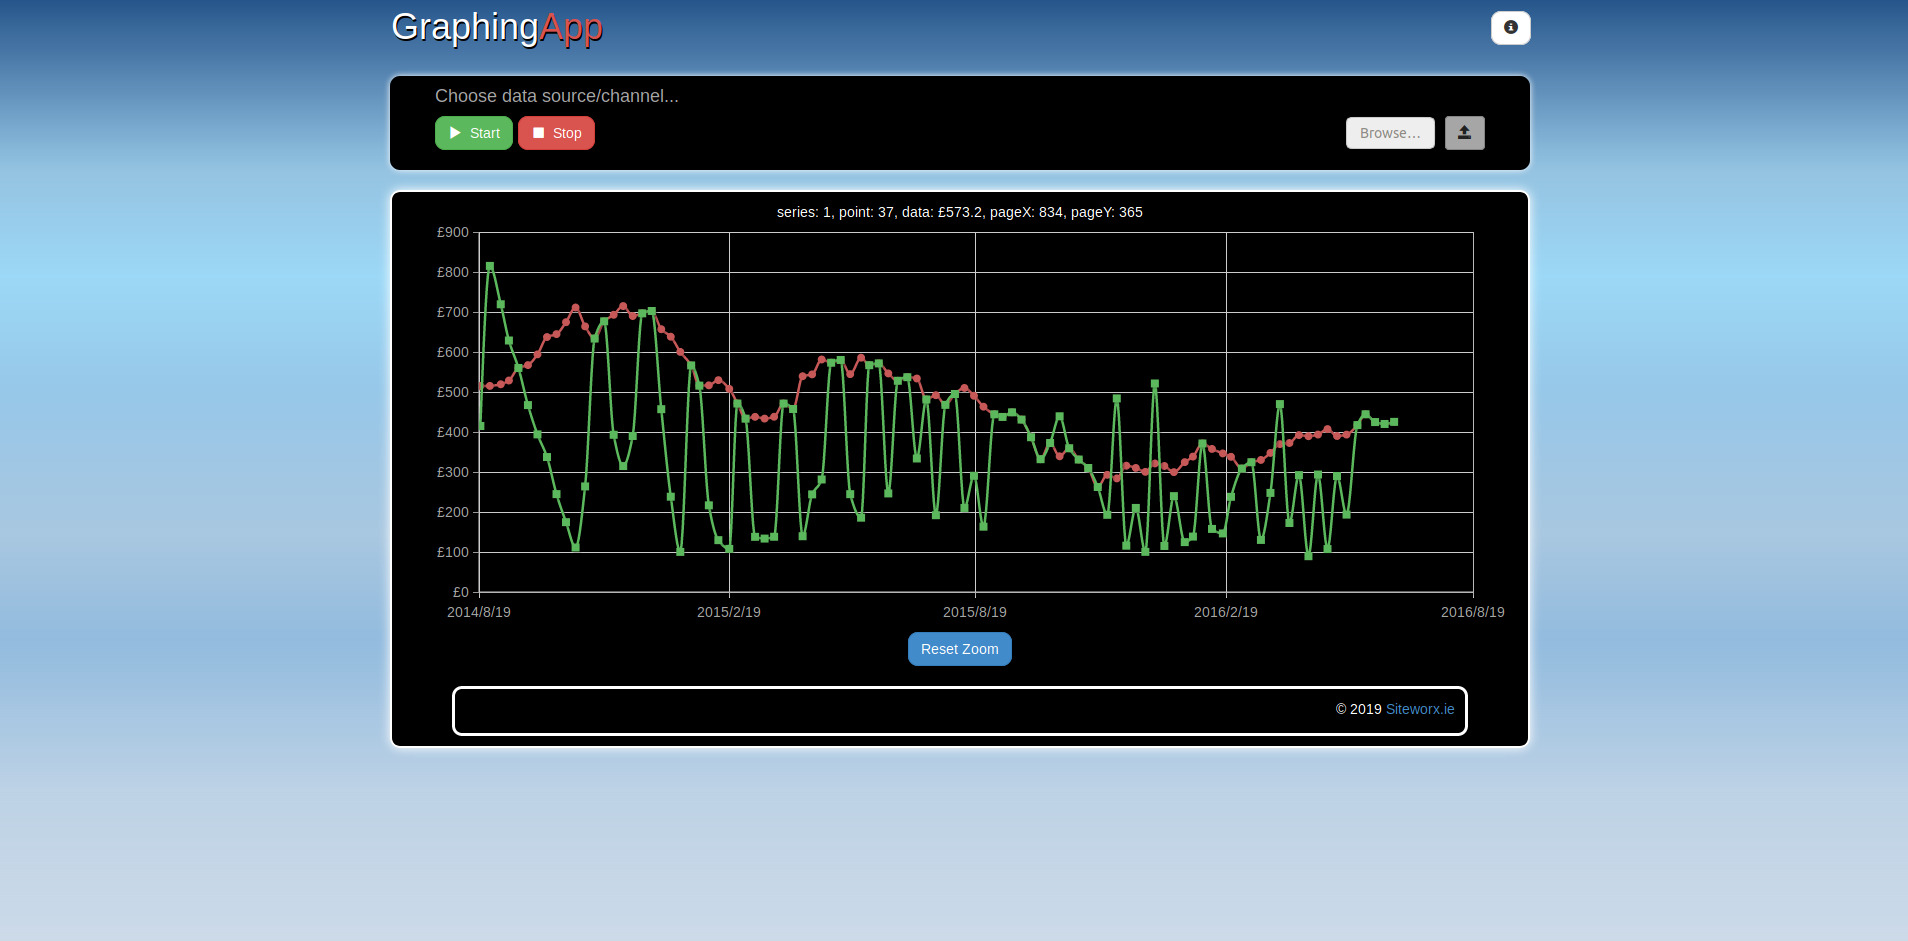 GraphingApp
Choose data source/channel...
Start Stop Browse...
series: 1, point: 37, data: £573.2, pageX: 834, pageY: 365
£900
£800
£700
£600
£500
£400
£300
£200
£100
£0
2014/8/19 2015/2/19 2015/8/19 2016/2/19 2016/8/19
Reset Zoom
© 2019 Siteworx.ie